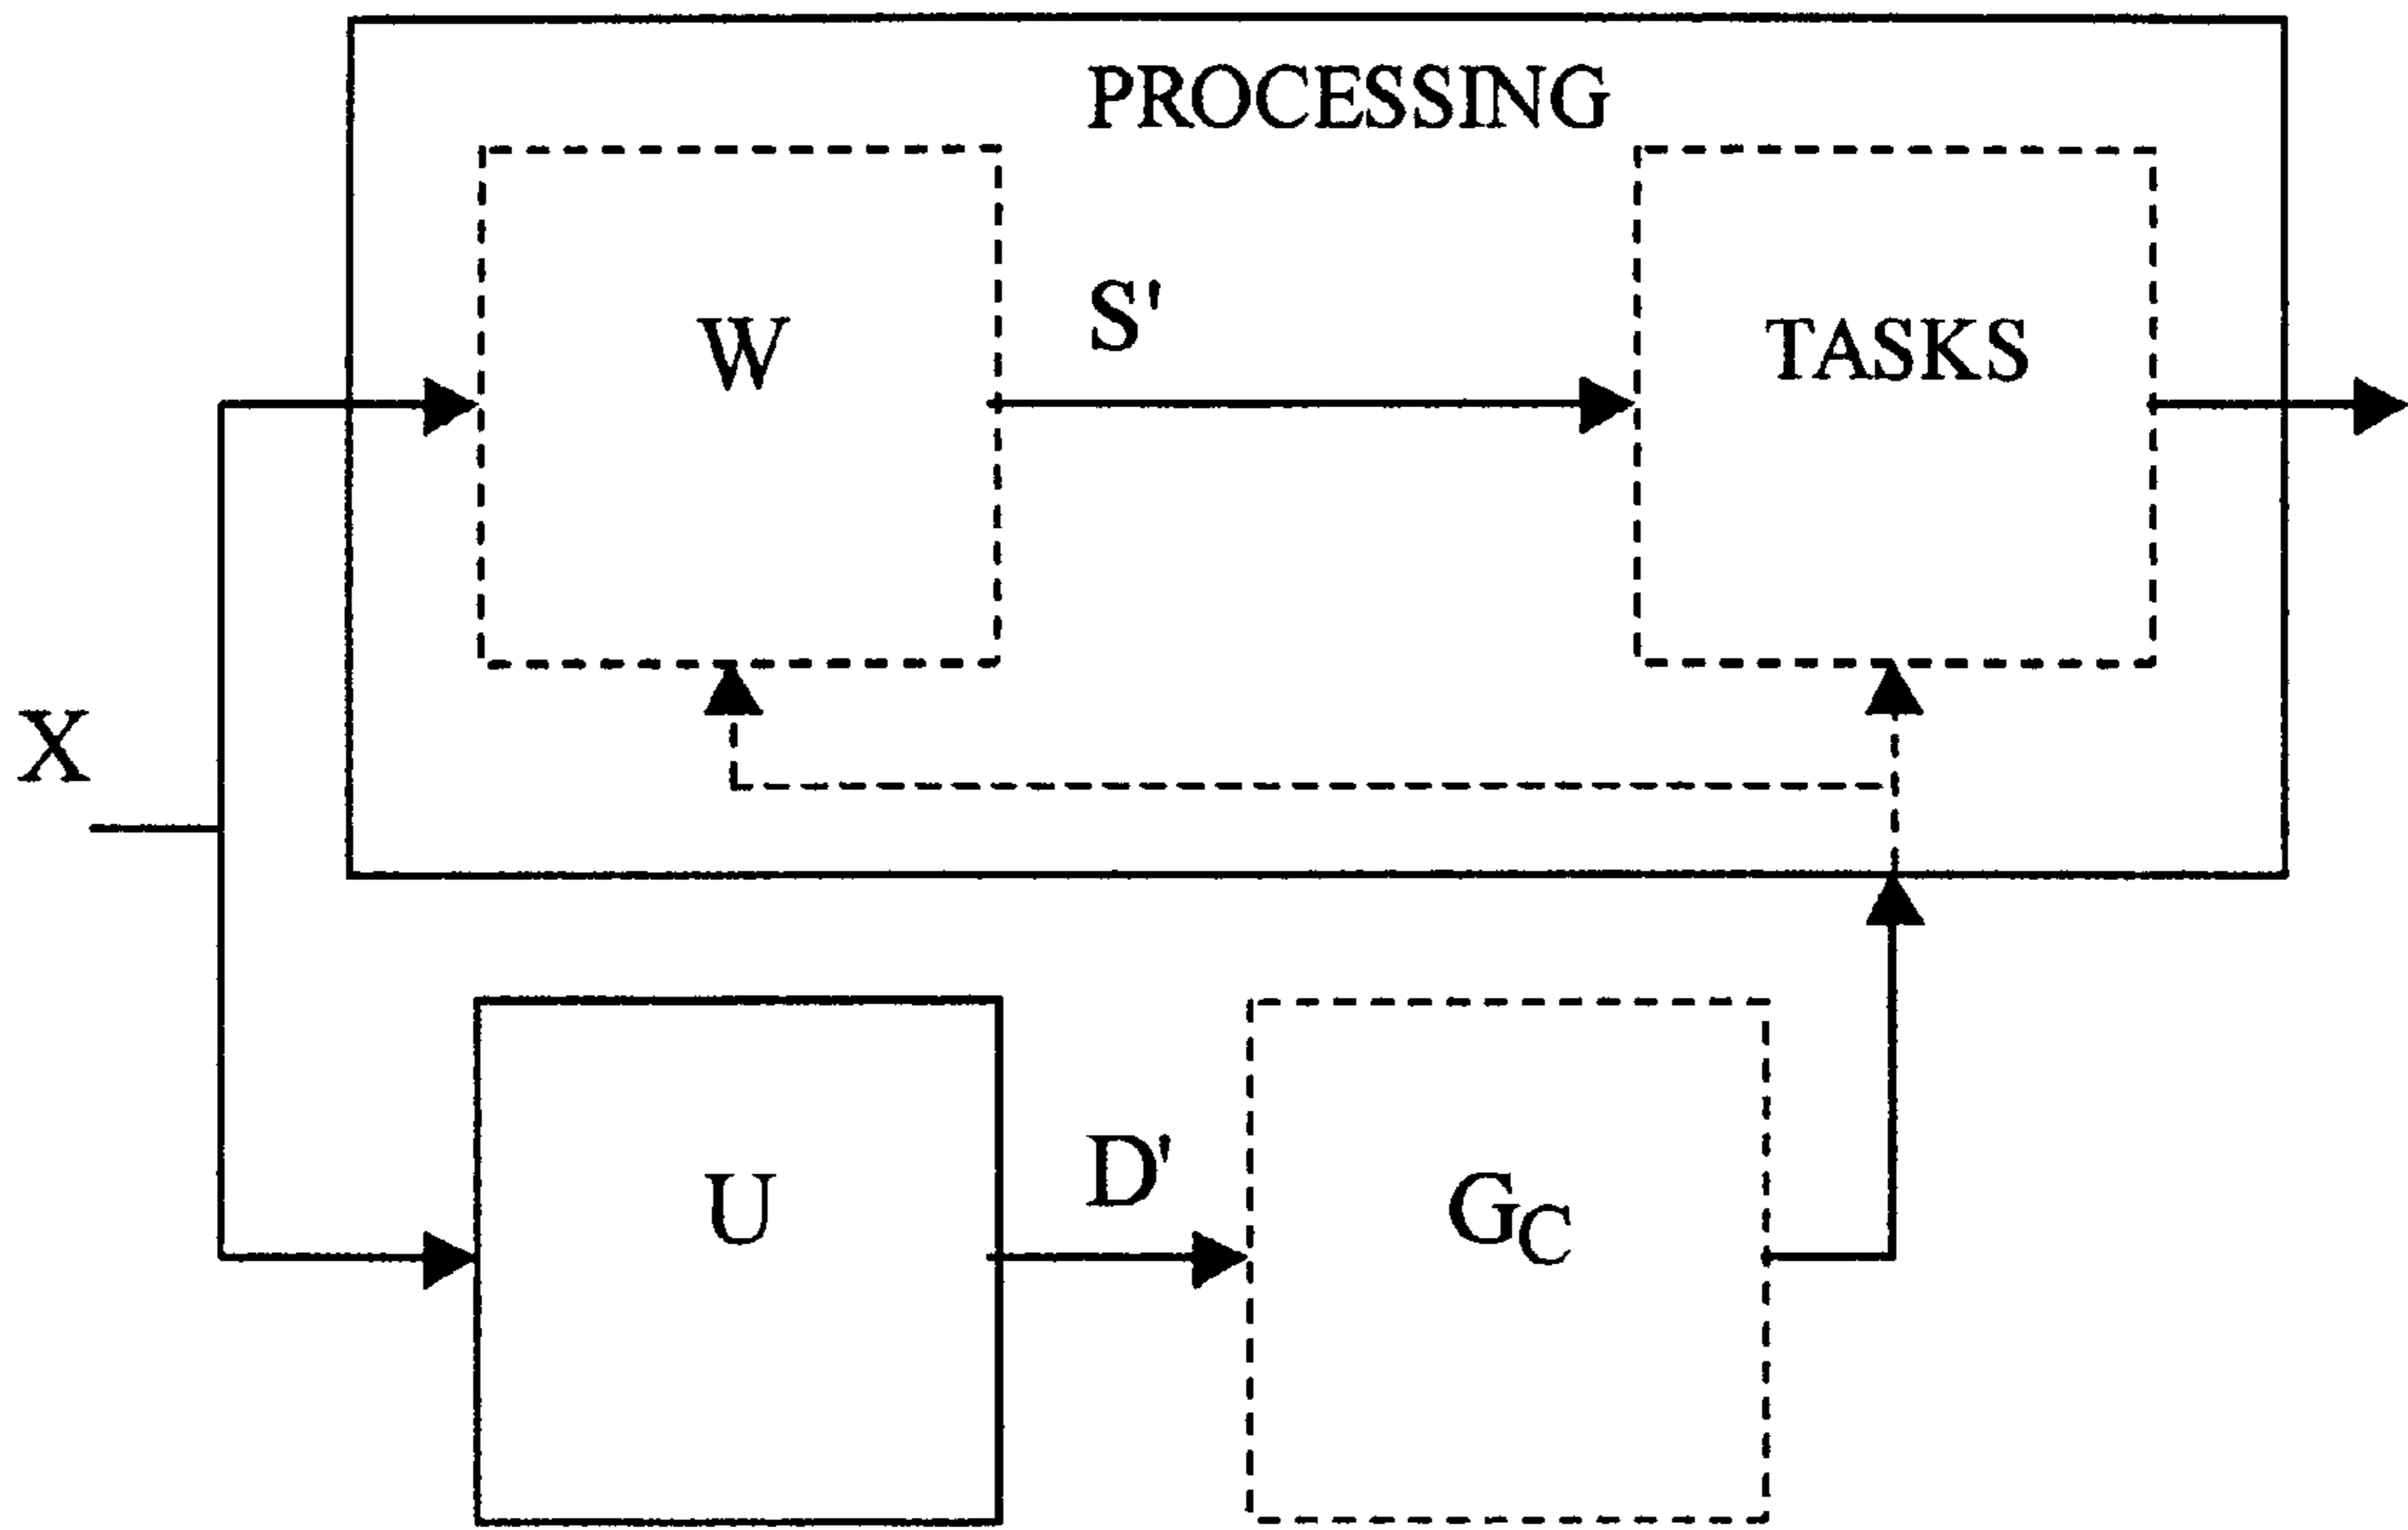 PROCESSING
W
S'
TASKS
X
U
D'
GC